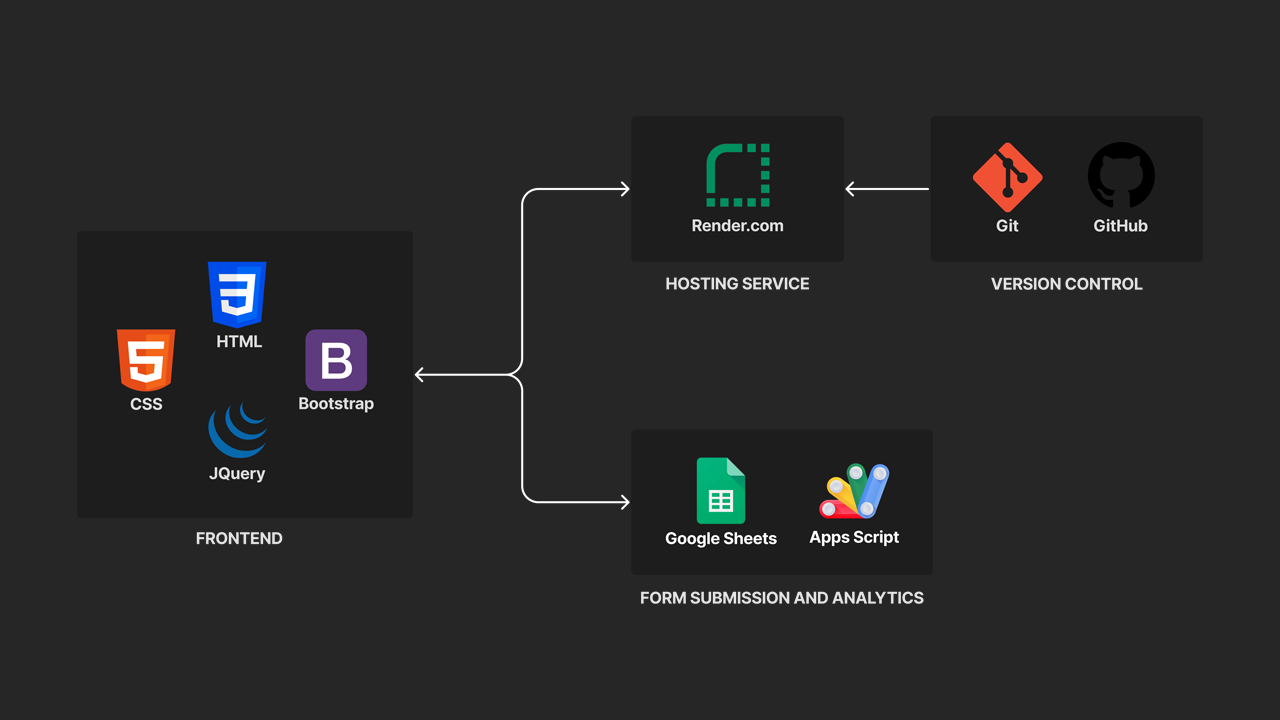 HTML
CSS
Bootstrap
JQuery
FRONTEND
Render.com
HOSTING SERVICE
Git
GitHub
VERSION CONTROL
Google Sheets
Apps Script
FORM SUBMISSION AND ANALYTICS